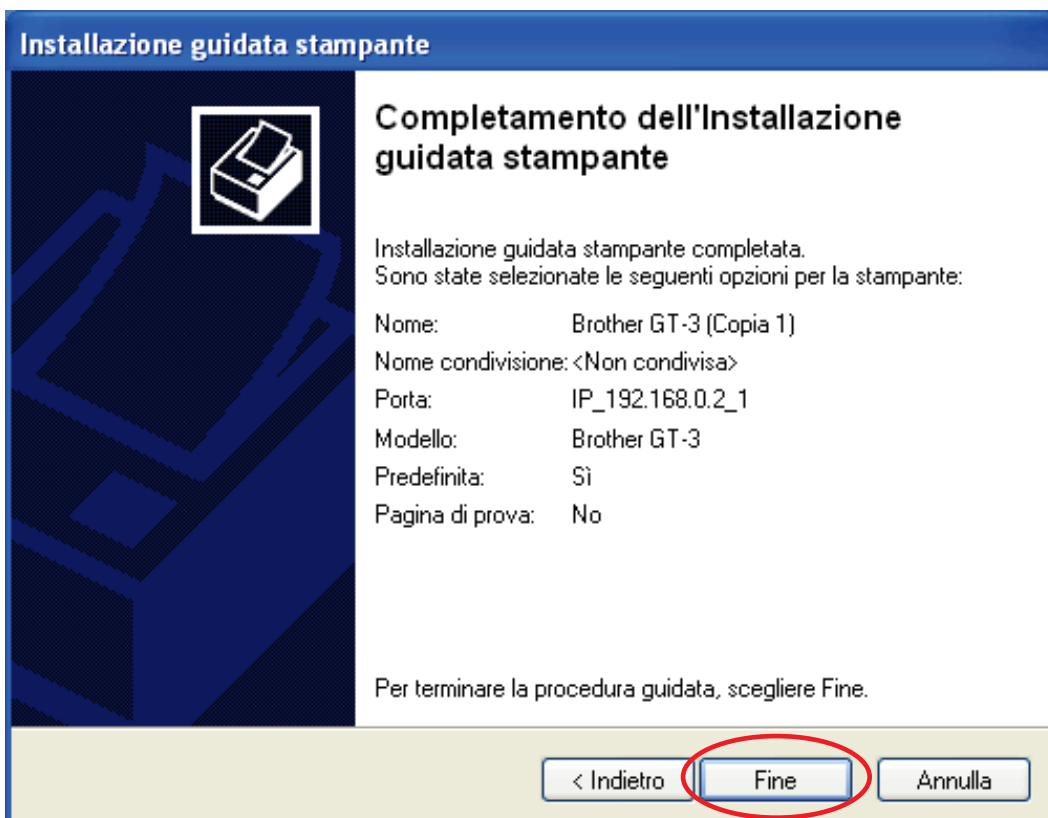 Installazione guidata stampante
Completamento dell'Installazione
guidata stampante
Installazione guidata stampante completata.
Sono state selezionate le seguenti opzioni per la stampante:
Nome: Brother GT-3 (Copia 1)
Nome condivisione: <Non condivisa>
Porta: IP_192.168.0.2_1
Modello: Brother GT-3
Predefinita: Sì
Pagina di prova: No
Per terminare la procedura guidata, scegliere Fine.
< Indietro Fine Annulla